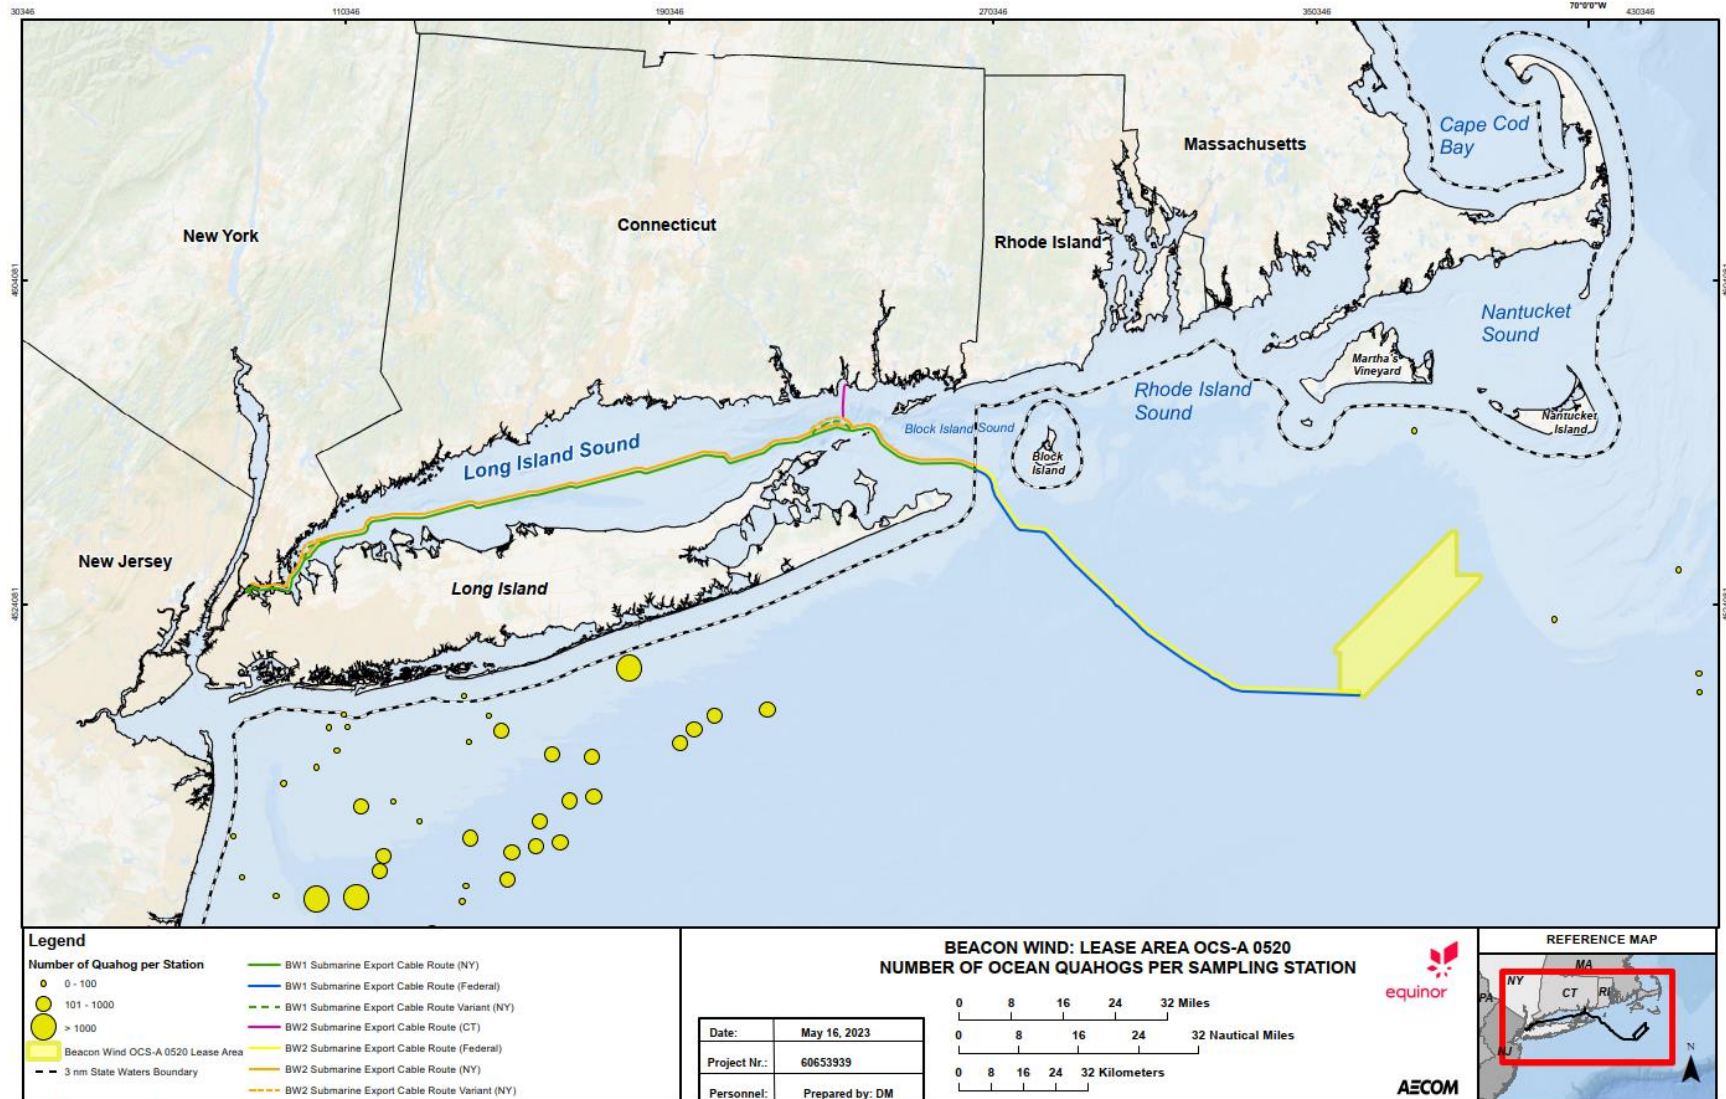 30346
110346
190346
270346
350346
70°0'0"W
430346
Cape Cod
Bay
Massachusetts
New York
Connecticut
Rhode Island
4604081
Nantucket
Sound
Martha's
Vineyard
Rhode Island
Sound
Nantucket
Island
Block Island Sound
Long Island Sound
Block
Island
New Jersey
Long Island
4524081
Legend
Number of Quahog per Station
0 - 100
101 - 1000
> 1000
Beacon Wind OCS-A 0520 Lease Area
3 nm State Waters Boundary
BW1 Submarine Export Cable Route (NY)
BW1 Submarine Export Cable Route (Federal)
BW1 Submarine Export Cable Route Variant (NY)
BW2 Submarine Export Cable Route (CT)
BW2 Submarine Export Cable Route (Federal)
BW2 Submarine Export Cable Route (NY)
BW2 Submarine Export Cable Route Variant (NY)
BEACON WIND: LEASE AREA OCS-A 0520
NUMBER OF OCEAN QUAHOGS PER SAMPLING STATION
Date: May 16, 2023
Project Nr.: 60653939
Personnel: Prepared by: DM
0 8 16 24 32 Miles
0 8 16 24 32 Nautical Miles
0 8 16 24 32 Kilometers
equinor
AECOM
REFERENCE MAP
MA
NY
CT
RI
PA
NJ
N